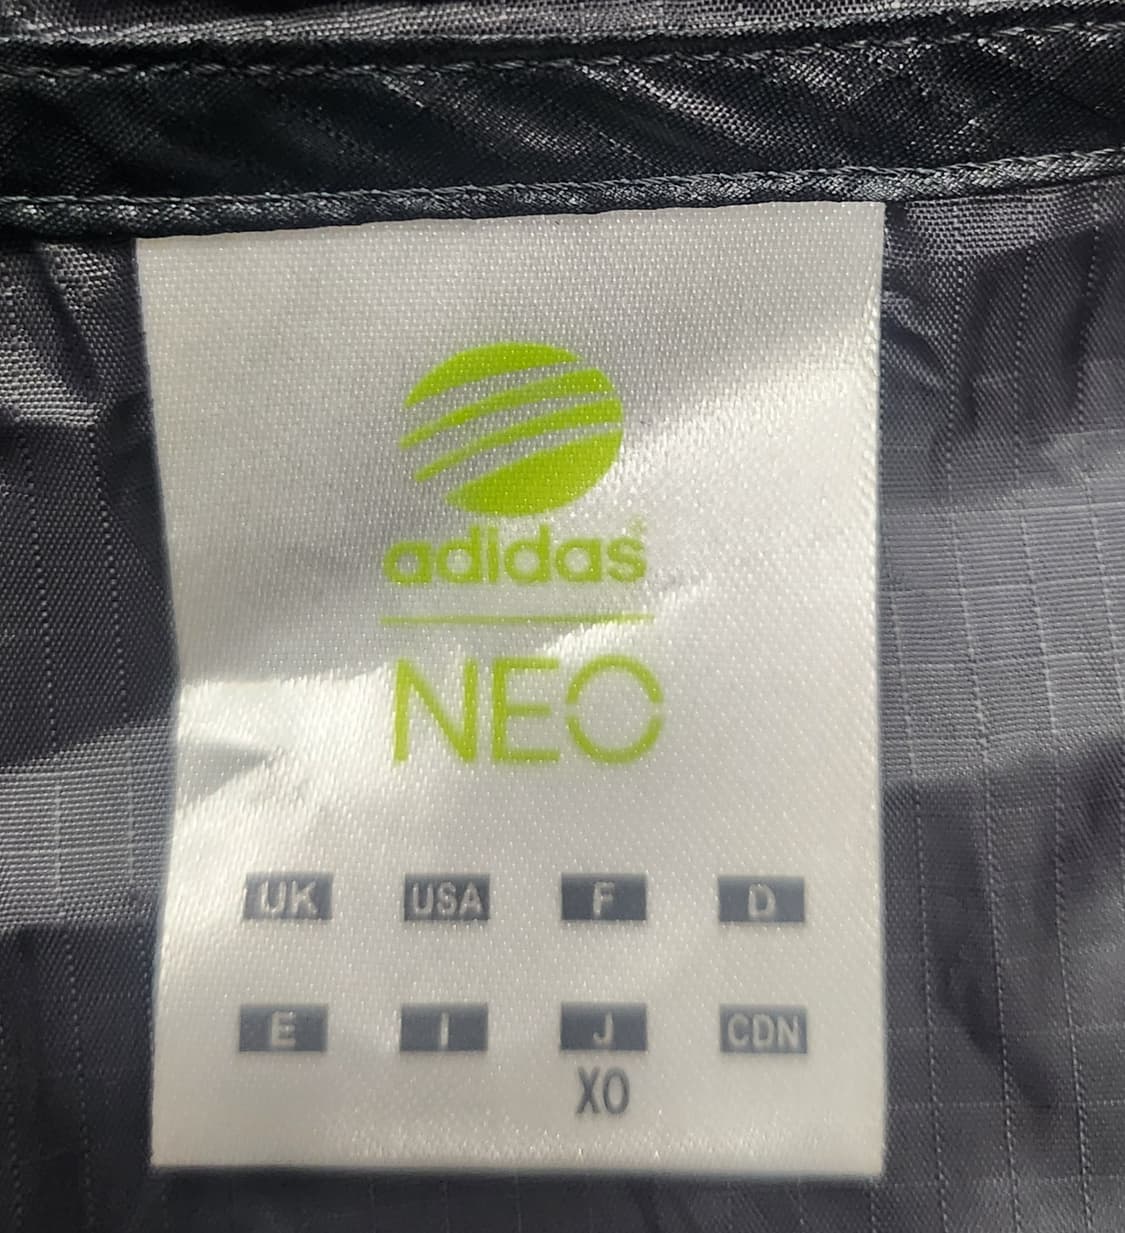 adidas®
NEO
UK USA F D
E I J CDN
XO